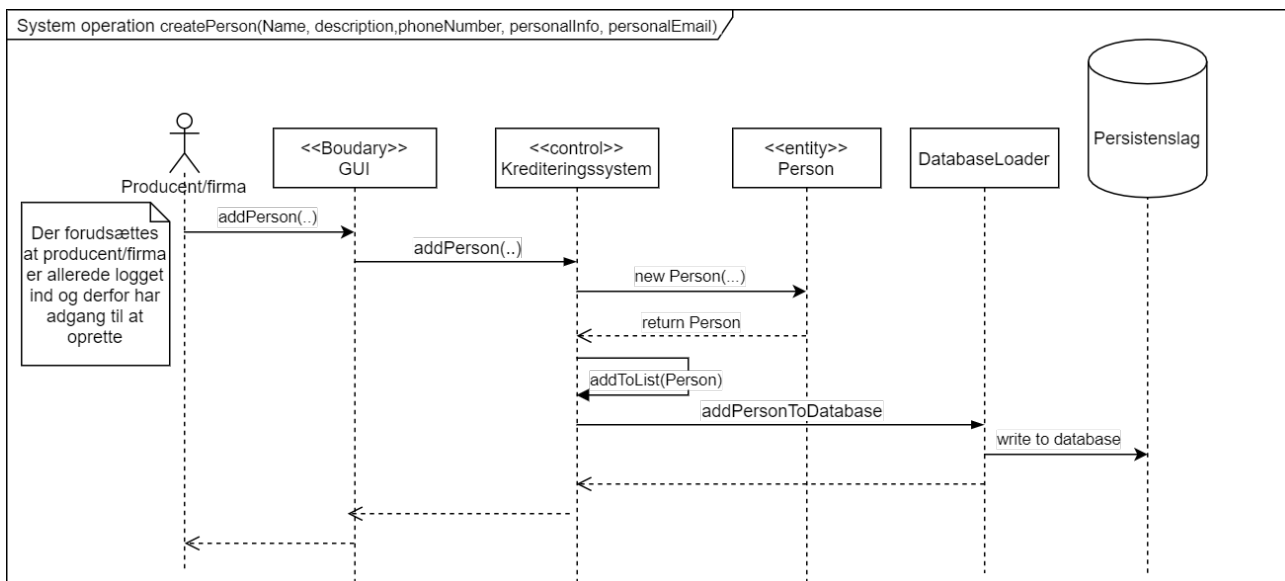 System operation createPerson(Name, description,phoneNumber, personalInfo, personalEmail)
Persistenslag
<<Boudary>>
GUI
<<control>>
Krediteringssystem
<<entity>>
Person
DatabaseLoader
Producent/firma
Der forudsættes
at producent/firma
er allerede logget
ind og derfor har
adgang til at
oprette
addPerson(..)
addPerson(..)
new Person(...)
return Person
addToList(Person)
addPersonToDatabase
write to database